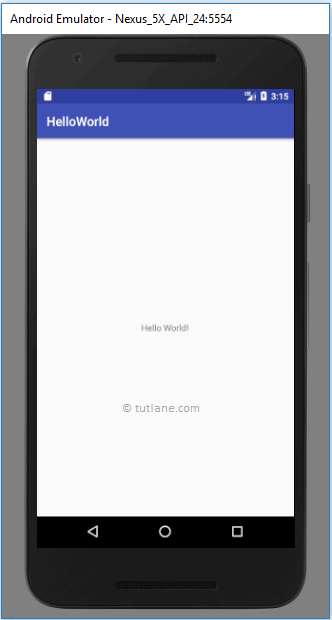 Android Emulator - Nexus_5X_API_24:5554
3:15
HelloWorld
Hello World!
© tutlane.com